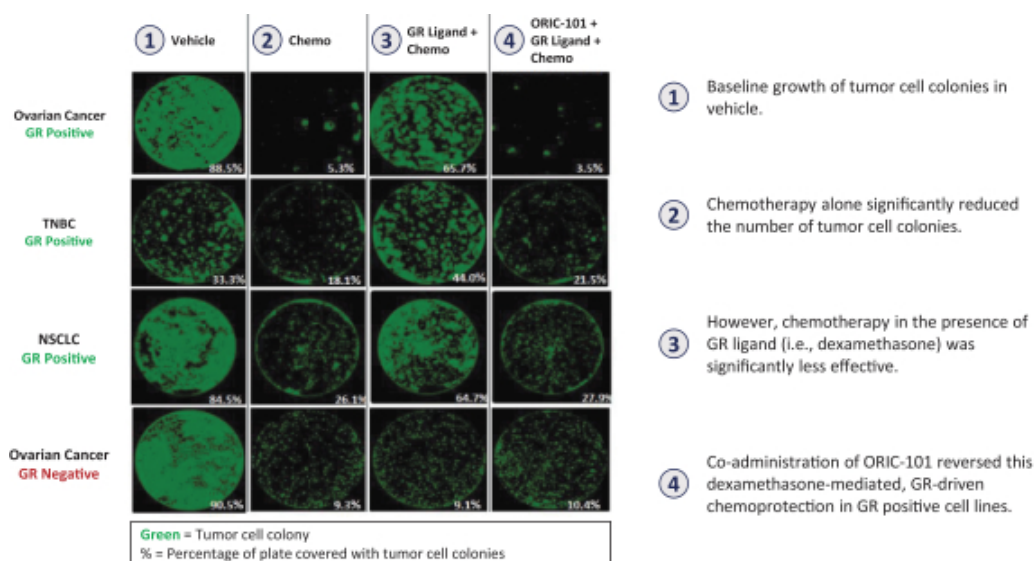 1 Vehicle
2 Chemo
3 GR Ligand +
Chemo
4 ORIC-101 +
GR Ligand +
Chemo
Ovarian Cancer
GR Positive
88.5%
5.3%
65.7%
3.5%
TNBC
GR Positive
33.3%
18.1%
44.0%
21.5%
NSCLC
GR Positive
84.5%
26.1%
64.7%
27.9%
Ovarian Cancer
GR Negative
90.5%
9.3%
9.1%
10.4%
Green = Tumor cell colony
% = Percentage of plate covered with tumor cell colonies
1 Baseline growth of tumor cell colonies in
vehicle.
2 Chemotherapy alone significantly reduced
the number of tumor cell colonies.
3 However, chemotherapy in the presence of
GR ligand (i.e., dexamethasone) was
significantly less effective.
4 Co-administration of ORIC-101 reversed this
dexamethasone-mediated, GR-driven
chemoprotection in GR positive cell lines.